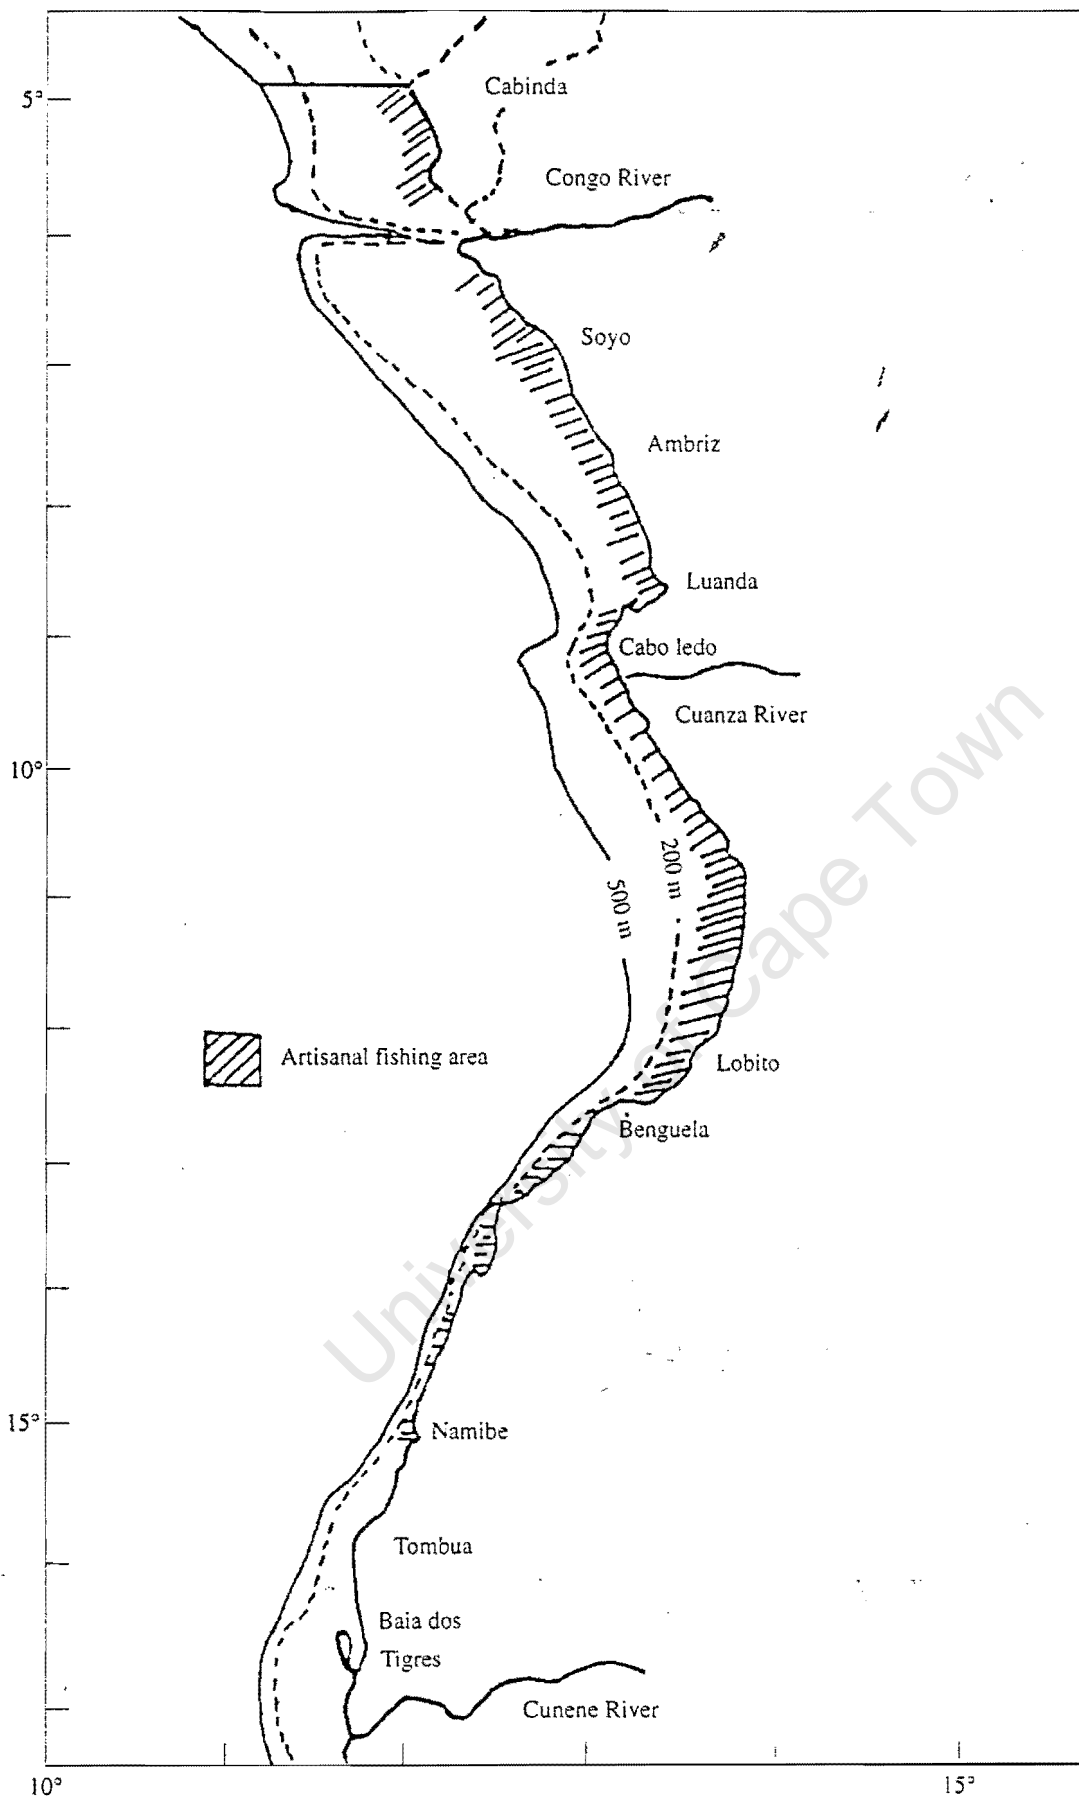 Cabinda
5°
Congo River
Soyo
Ambriz
Luanda
Cabo ledo
Cuanza River
10°
200 m
500 m
Artisanal fishing area
Lobito
Benguela
University of Cape Town
15°
Namibe
Tombua
Baia dos
Tigres
Cunene River
10°
15°